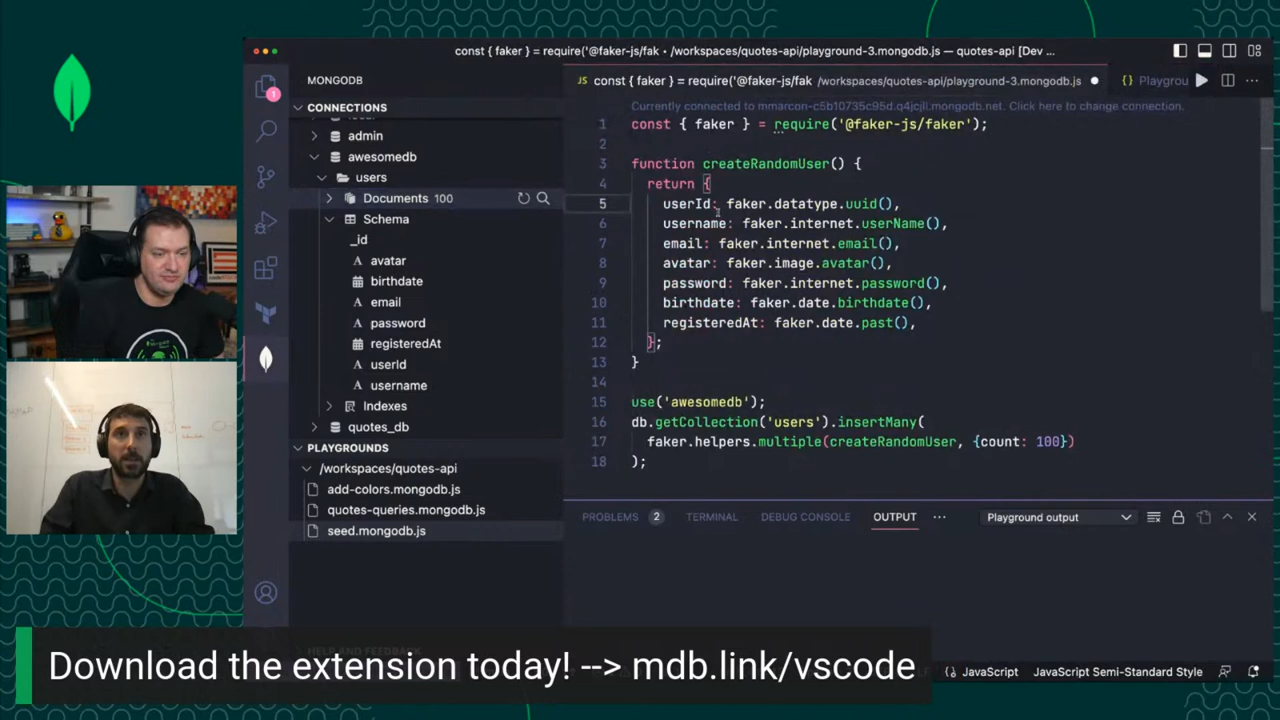 const { faker } = require('@faker-js/fak • /workspaces/quotes-api/playground-3.mongodb.js — quotes-api [Dev ...
MONGODB
CONNECTIONS
admin
awesomedb
users
Documents 100
Schema
_id
avatar
birthdate
email
password
registeredAt
userId
username
Indexes
quotes_db
PLAYGROUNDS
/workspaces/quotes-api
add-colors.mongodb.js
quotes-queries.mongodb.js
seed.mongodb.js
HELP AND FEEDBACK
1
JS const { faker } = require('@faker-js/fak /workspaces/quotes-api/playground-3.mongodb.js
{} Playgrou
Currently connected to mmarcon-c5b10735c95d.q4jcjll.mongodb.net. Click here to change connection.
1 const { faker } = require('@faker-js/faker');
2
3 function createRandomUser() {
4 return {
5 userId: faker.datatype.uuid(),
6 username: faker.internet.userName(),
7 email: faker.internet.email(),
8 avatar: faker.image.avatar(),
9 password: faker.internet.password(),
10 birthdate: faker.date.birthdate(),
11 registeredAt: faker.date.past(),
12 };
13 }
14
15 use('awesomedb');
16 db.getCollection('users').insertMany(
17 faker.helpers.multiple(createRandomUser, {count: 100})
18 );
PROBLEMS 2 TERMINAL DEBUG CONSOLE OUTPUT ··· Playground output
Download the extension today! --> mdb.link/vscode
{} JavaScript JavaScript Semi-Standard Style